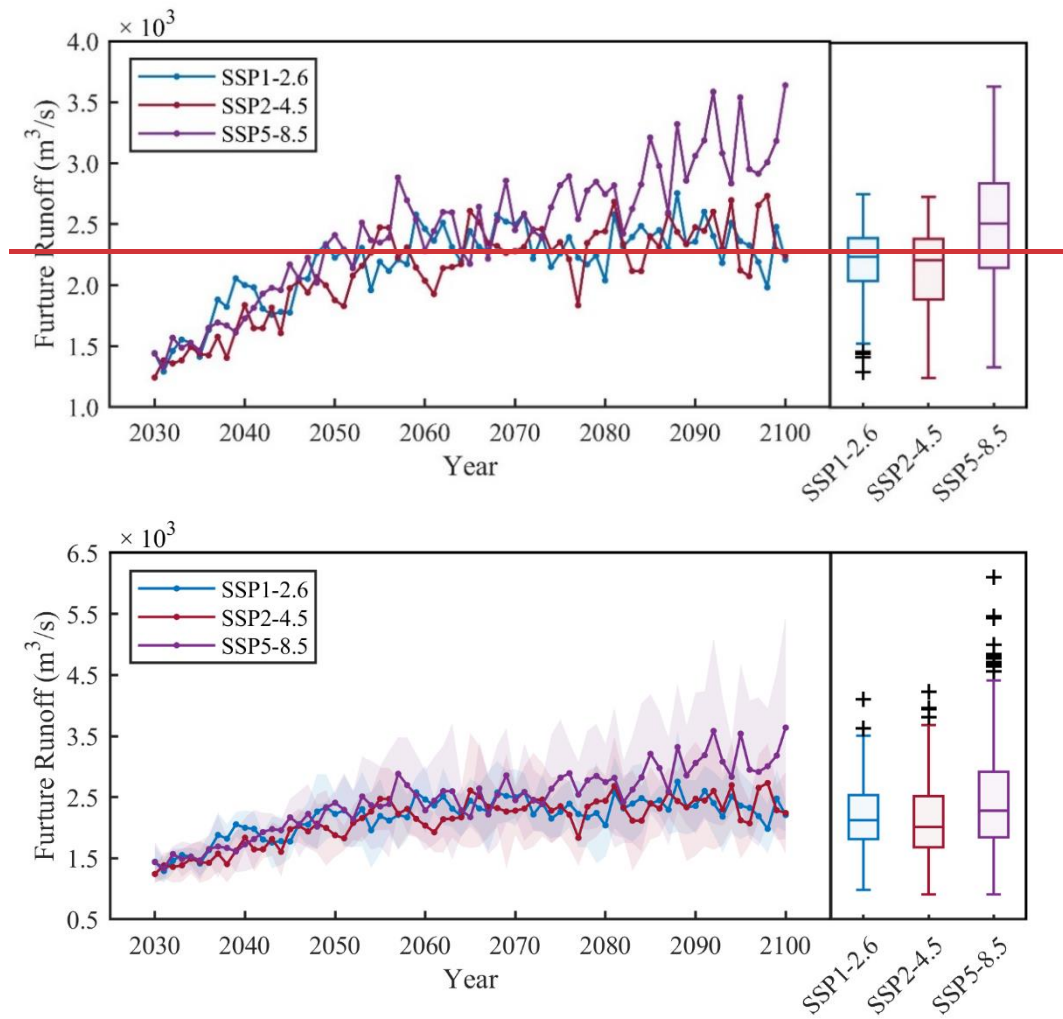 × 10³
4.0
3.5
3.0
2.5
2.0
1.5
1.0
Furture Runoff (m³/s)
SSP1-2.6
SSP2-4.5
SSP5-8.5
2030 2040 2050 2060 2070 2080 2090 2100
Year
SSP1-2.6
SSP2-4.5
SSP5-8.5
× 10³
6.5
5.5
4.5
3.5
2.5
1.5
0.5
Furture Runoff (m³/s)
SSP1-2.6
SSP2-4.5
SSP5-8.5
2030 2040 2050 2060 2070 2080 2090 2100
Year
SSP1-2.6
SSP2-4.5
SSP5-8.5